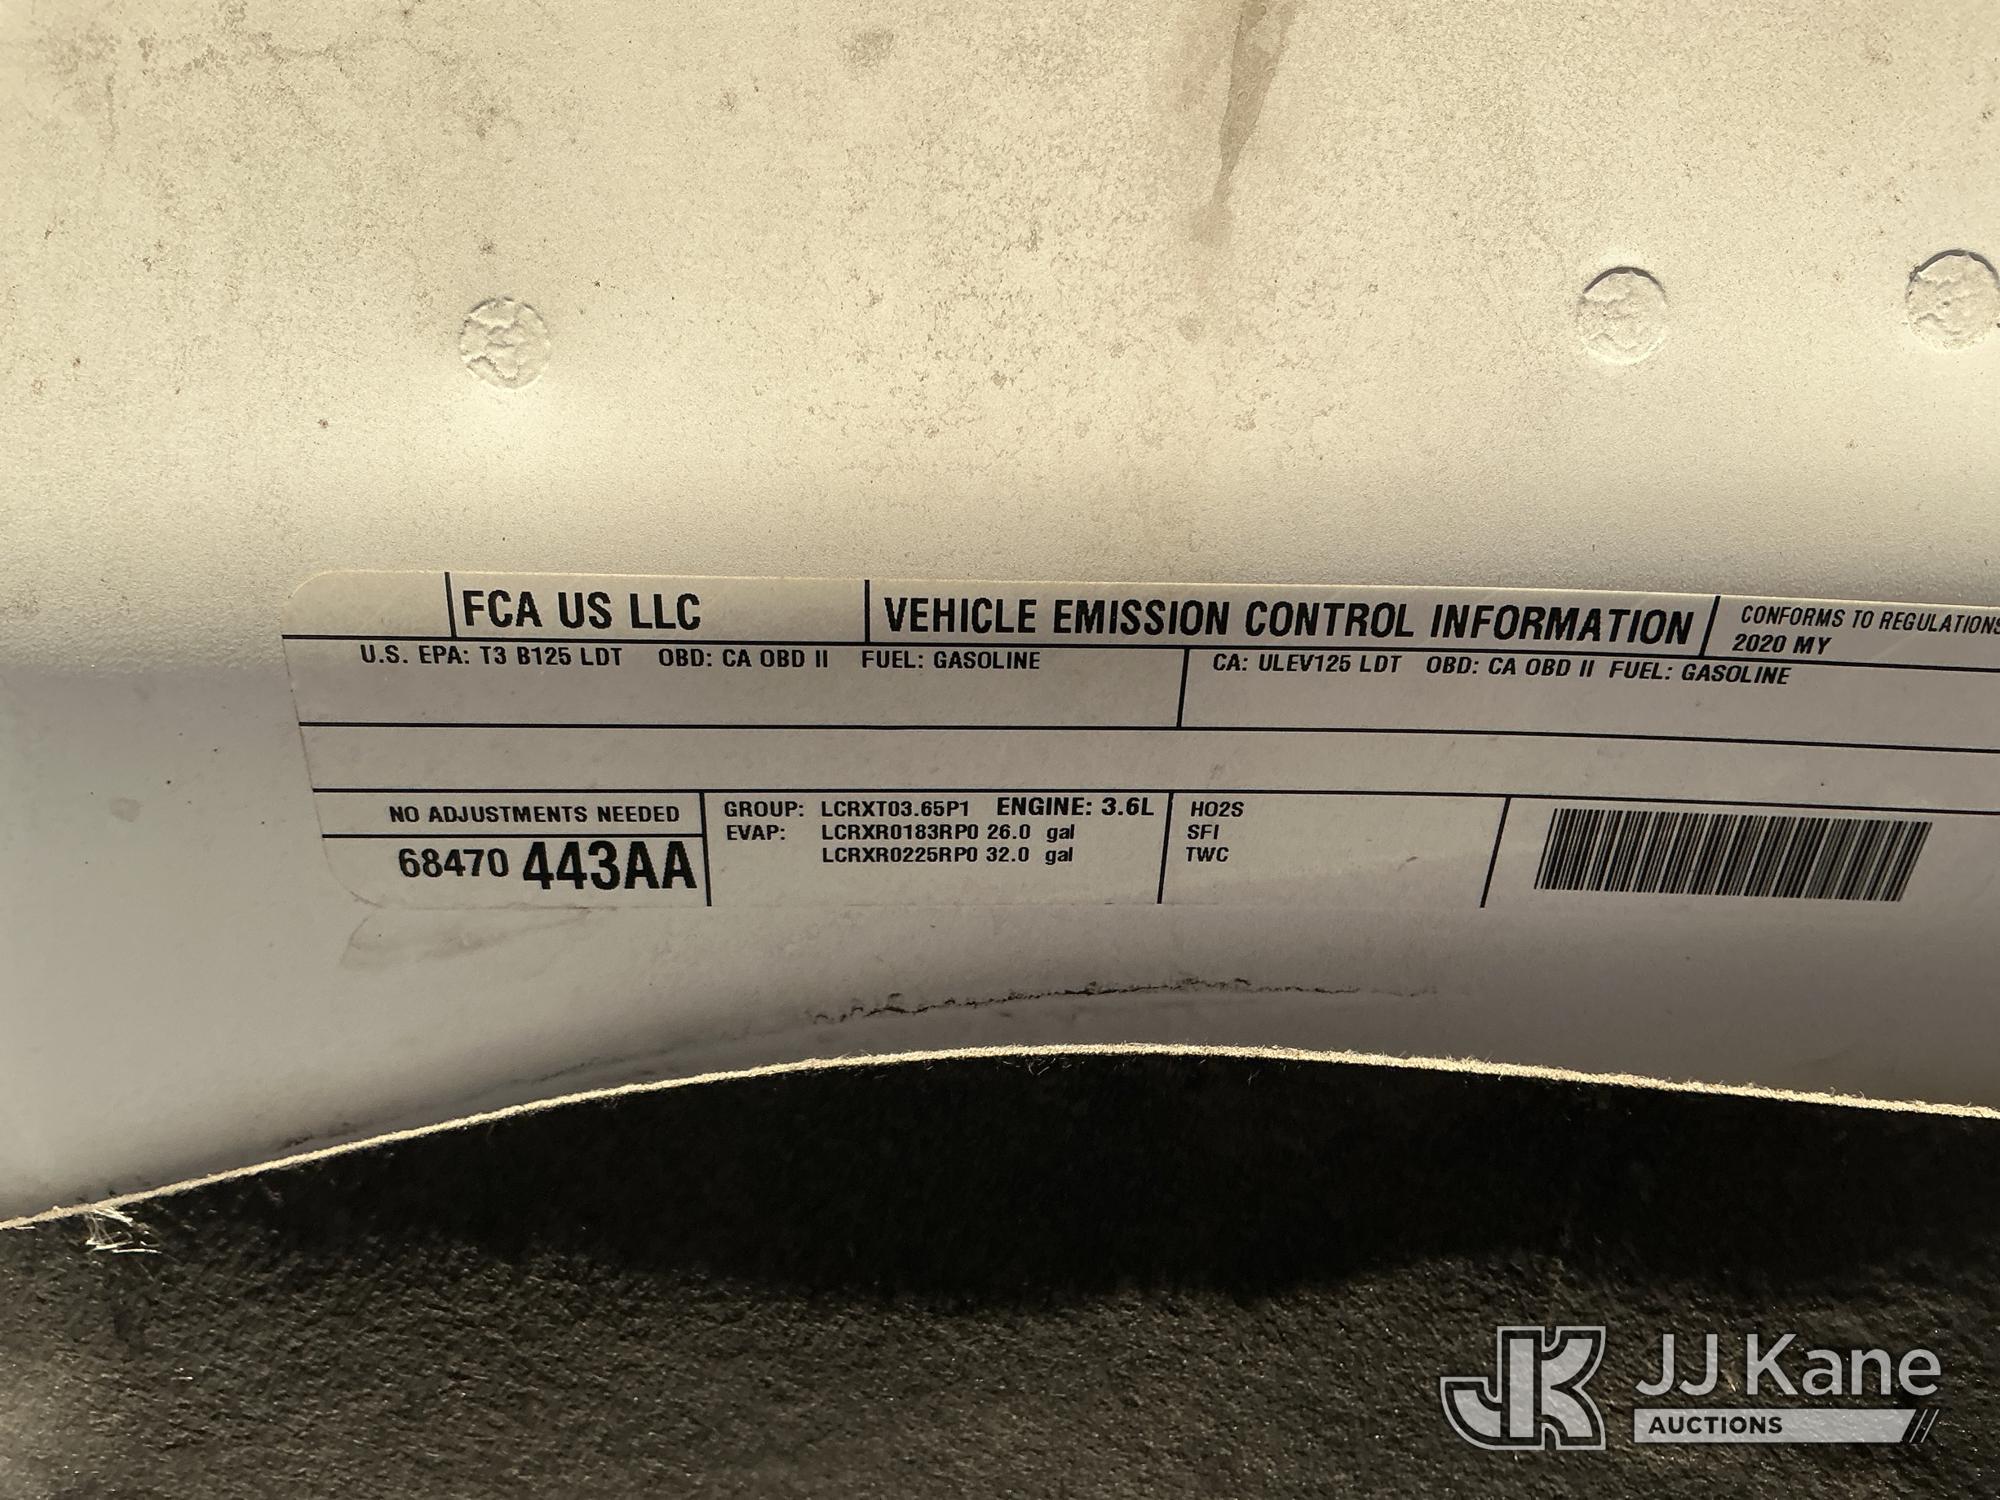 FCA US LLC VEHICLE EMISSION CONTROL INFORMATION CONFORMS TO REGULATIONS
2020 MY
U.S. EPA: T3 B125 LDT OBD: CA OBD II FUEL: GASOLINE CA: ULEV125 LDT OBD: CA OBD II FUEL: GASOLINE
NO ADJUSTMENTS NEEDED
68470 443AA
GROUP: LCRXT03.65P1 ENGINE: 3.6L
EVAP: LCRXR0183RP0 26.0 gal
LCRXR0225RP0 32.0 gal
HO2S
SFI
TWC
JK JJ Kane
AUCTIONS